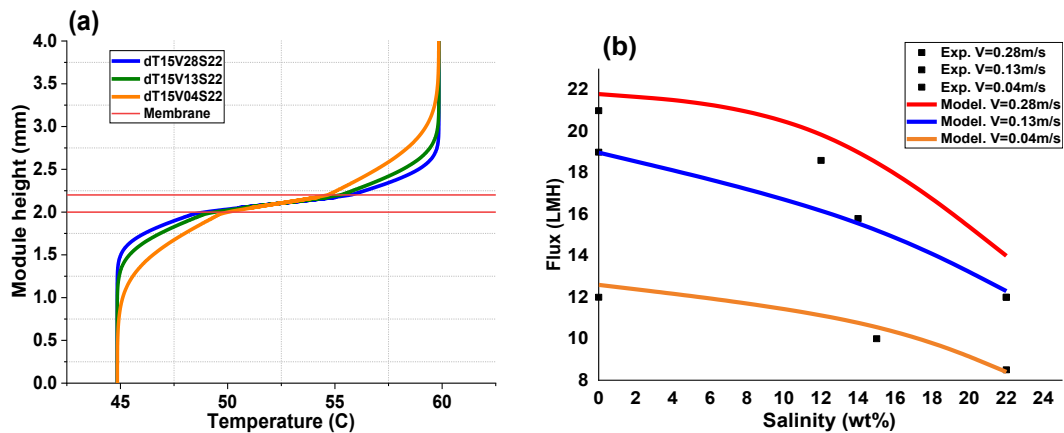 (a)
4.0
3.5
3.0
2.5
2.0
1.5
1.0
0.5
0.0
Module height (mm)
dT15V28S22
dT15V13S22
dT15V04S22
Membrane
45
50
55
60
Temperature (C)
(b)
Exp. V=0.28m/s
Exp. V=0.13m/s
Exp. V=0.04m/s
Model. V=0.28m/s
Model. V=0.13m/s
Model. V=0.04m/s
22
20
18
16
14
12
10
8
Flux (LMH)
0 2 4 6 8 10 12 14 16 18 20 22 24
Salinity (wt%)